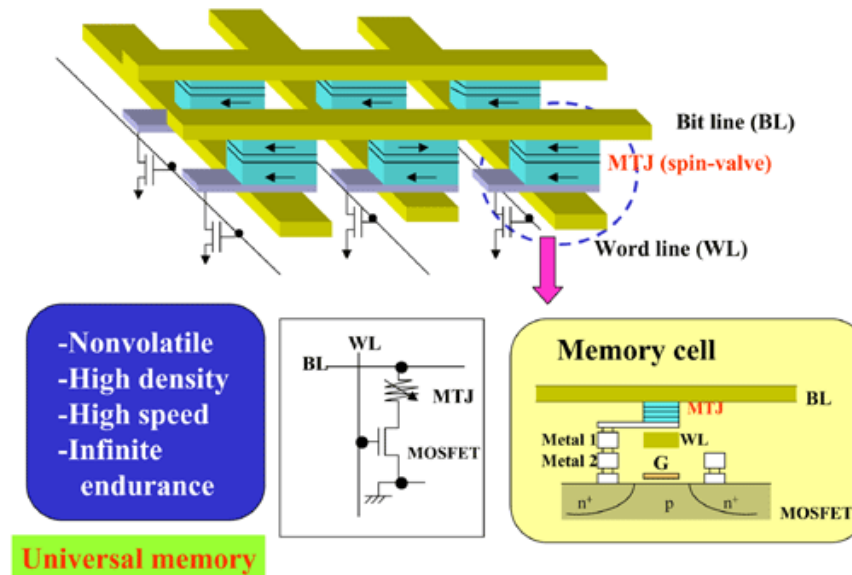 Bit line (BL)
MTJ (spin-valve)
Word line (WL)
-Nonvolatile
-High density
-High speed
-Infinite
endurance
Universal memory
WL
BL
MTJ
MOSFET
Memory cell
BL
MTJ
Metal 1
WL
Metal 2
G
n+
p
n+
MOSFET